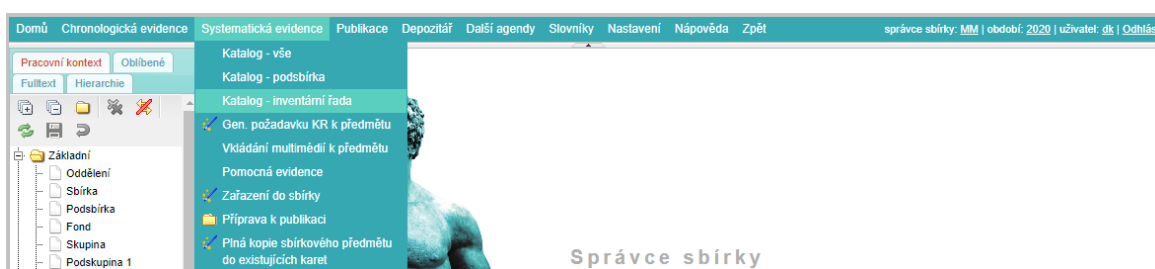 Domů Chronologická evidence Systematická evidence Publikace Depozitář Další agendy Slovníky Nastavení Nápověda Zpět správce sbírky: MM | období: 2020 | uživatel: dk | Odhlás
Pracovní kontext Oblíbené
Fulltext Hierarchie
Základní
Oddělení
Sbírka
Podsbírka
Fond
Skupina
Podskupina 1
Katalog - vše
Katalog - podsbírka
Katalog - inventární řada
Gen. požadavku KR k předmětu
Vkládání multimédií k předmětu
Pomocná evidence
Zařazení do sbírky
Příprava k publikaci
Plná kopie sbírkového předmětu
do existujících karet
Správce sbírky